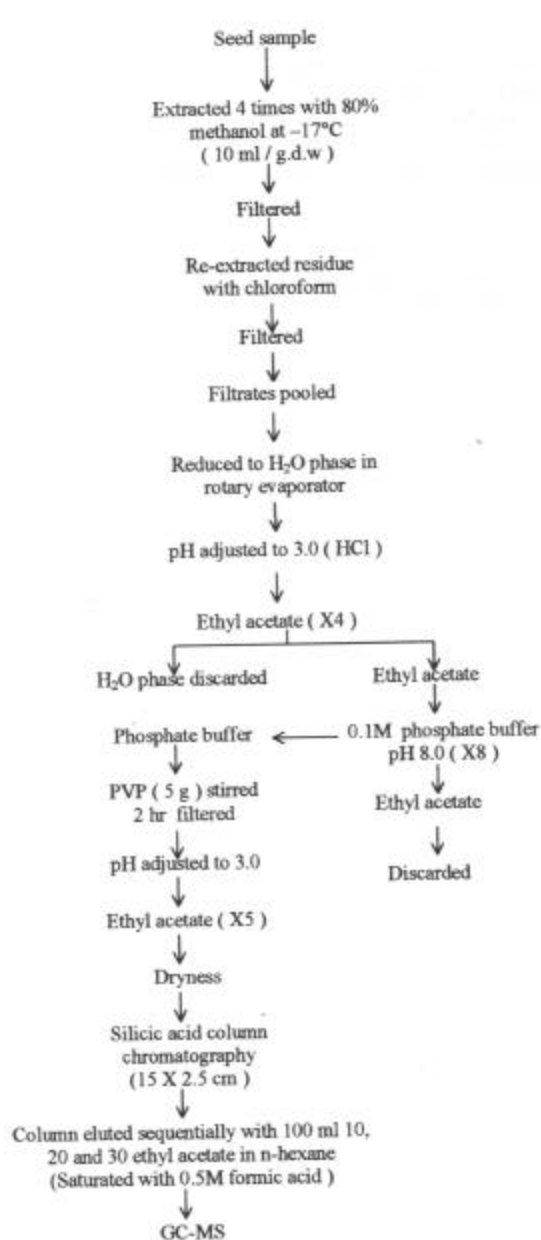 Seed sample
Extracted 4 times with 80%
methanol at –17°C
( 10 ml / g.d.w )
Filtered
Re-extracted residue
with chloroform
Filtered
Filtrates pooled
Reduced to H₂O phase in
rotary evaporator
pH adjusted to 3.0 ( HCl )
Ethyl acetate ( X4 )
H₂O phase discarded
Ethyl acetate
0.1M phosphate buffer
pH 8.0 ( X8 )
Ethyl acetate
Discarded
Phosphate buffer
PVP ( 5 g ) stirred
2 hr filtered
pH adjusted to 3.0
Ethyl acetate ( X5 )
Dryness
Silicic acid column
chromatography
(15 X 2.5 cm )
Column eluted sequentially with 100 ml 10,
20 and 30 ethyl acetate in n-hexane
(Saturated with 0.5M formic acid )
GC-MS